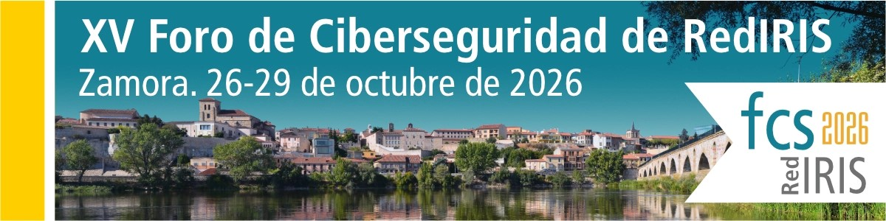 XV Foro de Ciberseguridad de RedIRIS
Zamora. 26-29 de octubre de 2026
fcs 2026
Red IRIS